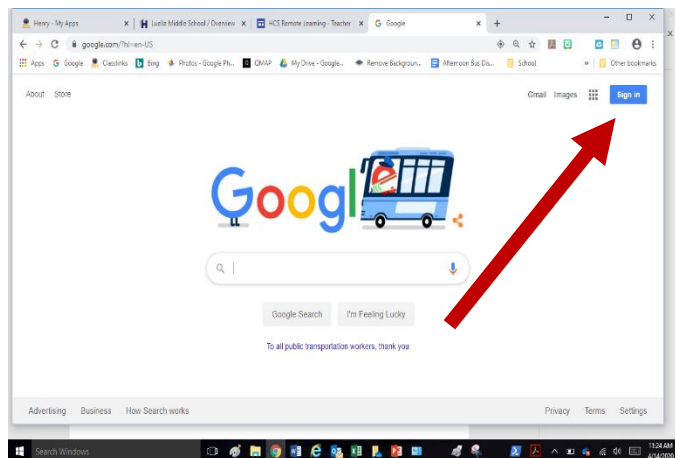 Henry - My Apps
Luella Middle School / Overview
HCS Remote Learning - Teacher
Google
google.com/?hl=en-US
Apps
Google
Classlinks
Bing
Photos - Google Ph...
QMAP
My Drive - Google...
Remove Backgroun...
Afternoon Bus Dis...
School
Other bookmarks
About Store
Gmail Images
Sign in
Googl
Google Search
I'm Feeling Lucky
To all public transportation workers, thank you
Advertising Business How Search works
Privacy Terms Settings
Search Windows
11:24 AM
4/14/2020